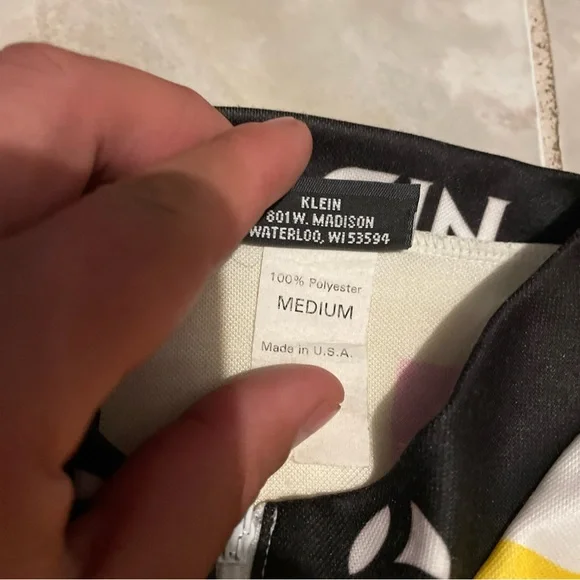 KLEIN
801 W. MADISON
WATERLOO, WI 53594
100% Polyester
MEDIUM
Made in U.S.A.